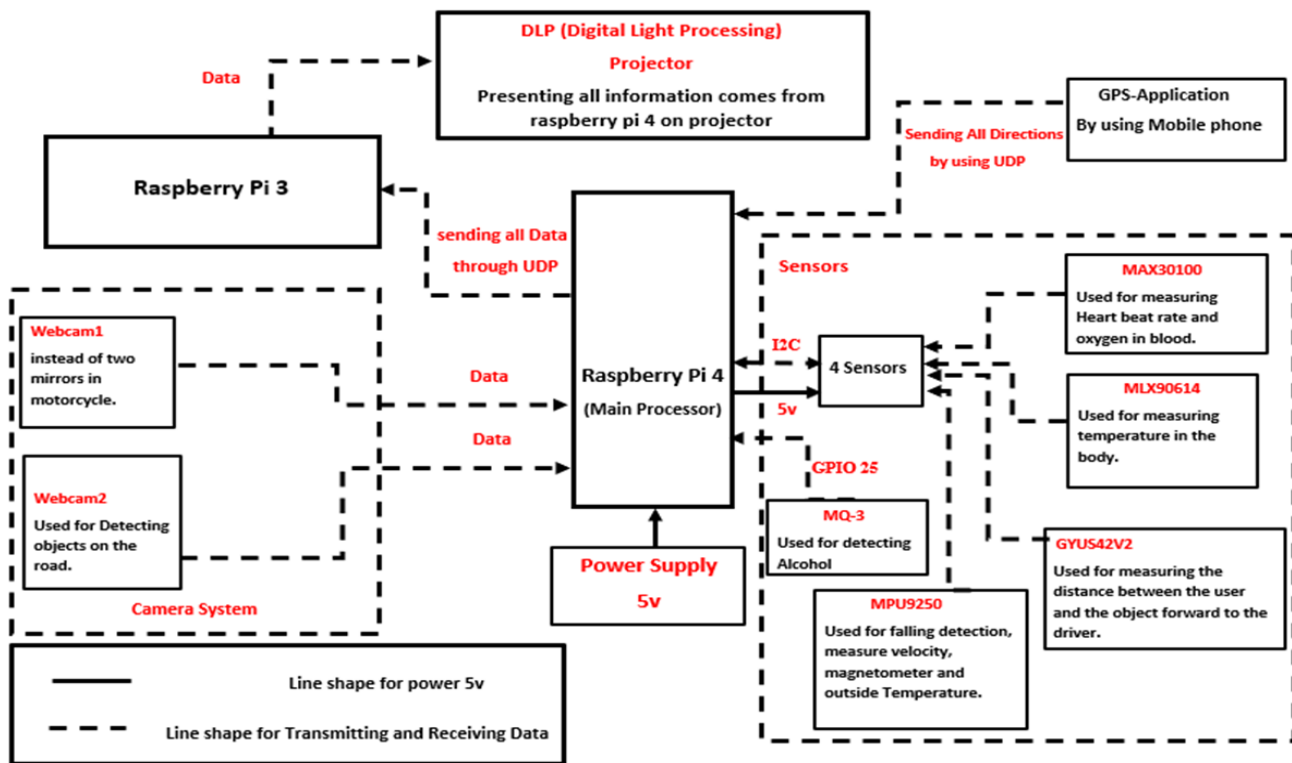 DLP (Digital Light Processing)
Projector
Presenting all information comes from
raspberry pi 4 on projector
Data
GPS-Application
By using Mobile phone
Sending All Directions
by using UDP
Raspberry Pi 3
sending all Data
through UDP
Sensors
MAX30100
Used for measuring
Heart beat rate and
oxygen in blood.
Webcam1
instead of two
mirrors in
motorcycle.
Data
Raspberry Pi 4
(Main Processor)
I2C
5v
4 Sensors
MLX90614
Used for measuring
temperature in the
body.
Data
Webcam2
Used for Detecting
objects on the
road.
Camera System
GPIO 25
MQ-3
Used for detecting
Alcohol
GYUS42V2
Used for measuring the
distance between the user
and the object forward to the
driver.
Power Supply
5v
MPU9250
Used for falling detection,
measure velocity,
magnetometer and
outside Temperature.
Line shape for power 5v
Line shape for Transmitting and Receiving Data